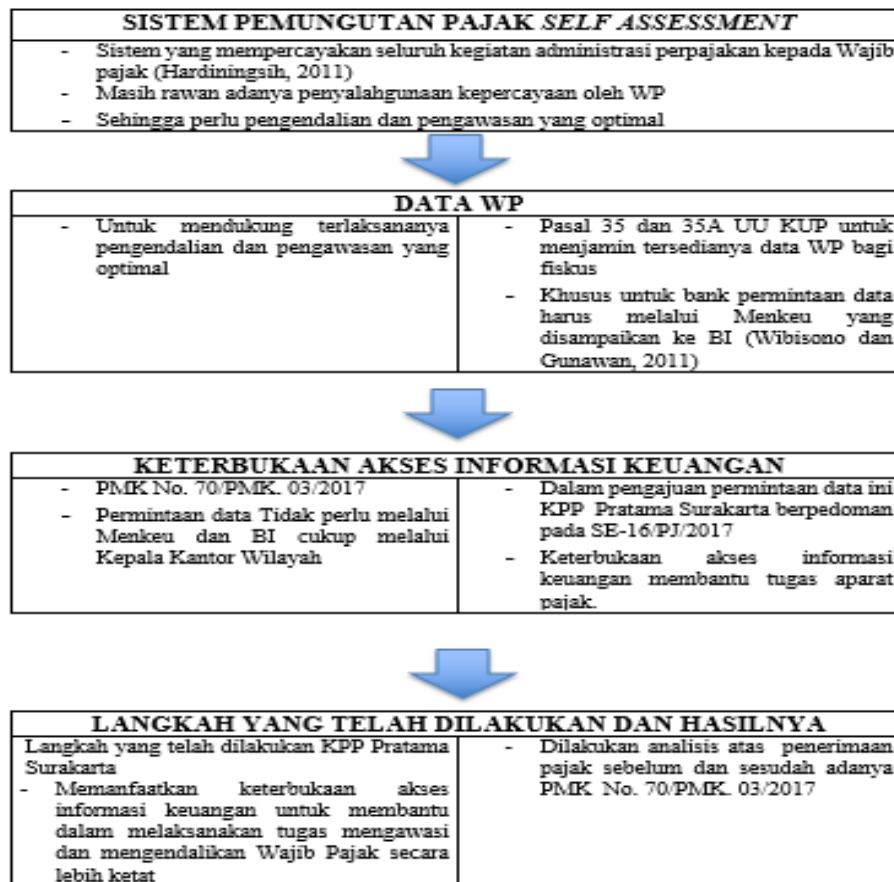 SISTEM PEMUNGUTAN PAJAK SELF ASSESSMENT
- Sistem yang mempercayakan seluruh kegiatan administrasi perpajakan kepada Wajib
pajak (Hardiningsih, 2011)
- Masih rawan adanya penyalahgunaan kepercayaan oleh WP
- Sehingga perlu pengendalian dan pengawasan yang optimal
DATA WP
- Untuk mendukung terlaksananya
pengendalian dan pengawasan yang
optimal
- Pasal 35 dan 35A UU KUP untuk
menjamin tersedianya data WP bagi
fiskus
- Khusus untuk bank permintaan data
harus melalui Menkeu yang
disampaikan ke BI (Wibisono dan
Gunawan, 2011)
KETERBUKAAN AKSES INFORMASI KEUANGAN
- PMK No. 70/PMK. 03/2017
- Permintaan data Tidak perlu melalui
Menkeu dan BI cukup melalui
Kepala Kantor Wilayah
- Dalam pengajuan permintaan data ini
KPP Pratama Surakarta berpedoman
pada SE-16/PJ/2017
- Keterbukaan akses informasi
keuangan membantu tugas aparat
pajak.
LANGKAH YANG TELAH DILAKUKAN DAN HASILNYA
Langkah yang telah dilakukan KPP Pratama
Surakarta
- Memanfaatkan keterbukaan akses
informasi keuangan untuk membantu
dalam melaksanakan tugas mengawasi
dan mengendalikan Wajib Pajak secara
lebih ketat
- Dilakukan analisis atas penerimaan
pajak sebelum dan sesudah adanya
PMK No. 70/PMK. 03/2017